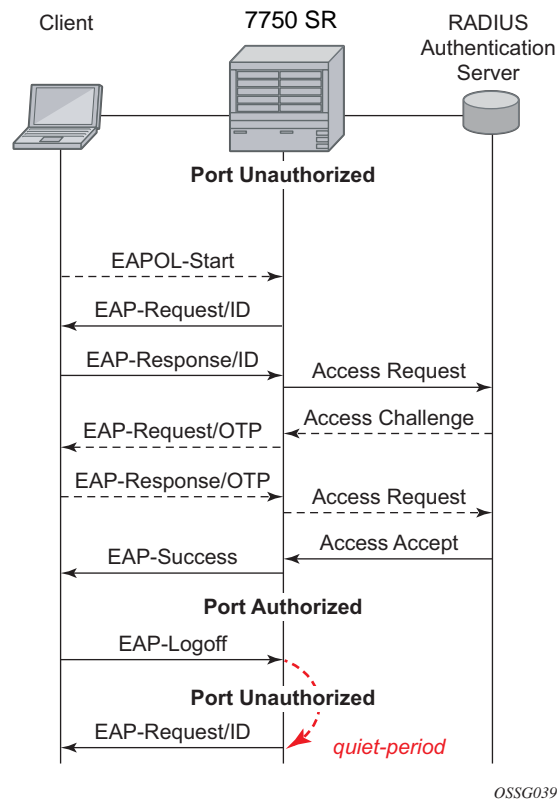 Client
7750 SR
RADIUS
Authentication
Server
Port Unauthorized
EAPOL-Start
EAP-Request/ID
EAP-Response/ID
Access Request
Access Challenge
EAP-Request/OTP
EAP-Response/OTP
Access Request
Access Accept
EAP-Success
Port Authorized
EAP-Logoff
Port Unauthorized
EAP-Request/ID
quiet-period
OSSG039